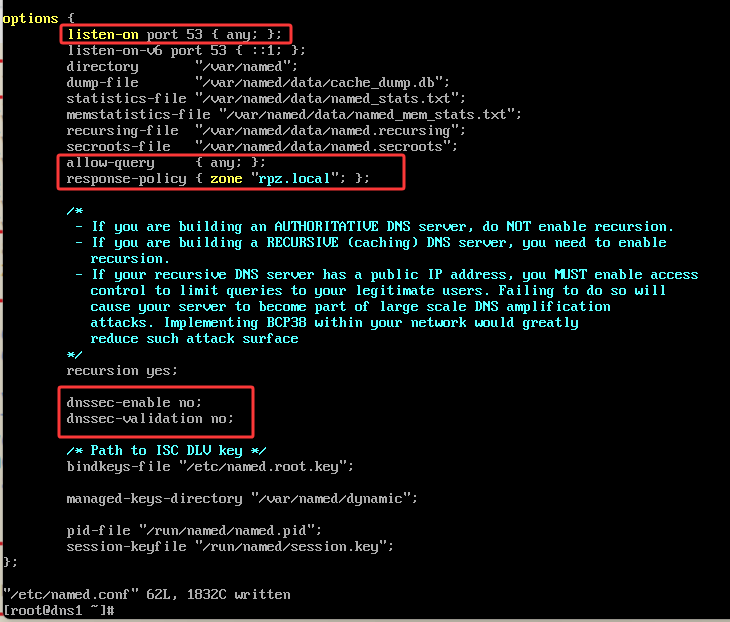 options {
listen-on port 53 { any; };
listen-on-v6 port 53 { ::1; };
directory "/var/named";
dump-file "/var/named/data/cache_dump.db";
statistics-file "/var/named/data/named_stats.txt";
memstatistics-file "/var/named/data/named_mem_stats.txt";
recursing-file "/var/named/data/named.recursing";
secroots-file "/var/named/data/named.secroots";
allow-query { any; };
response-policy { zone "rpz.local"; };
/*
- If you are building an AUTHORITATIVE DNS server, do NOT enable recursion.
- If you are building a RECURSIVE (caching) DNS server, you need to enable
recursion.
- If your recursive DNS server has a public IP address, you MUST enable access
control to limit queries to your legitimate users. Failing to do so will
cause your server to become part of large scale DNS amplification
attacks. Implementing BCP38 within your network would greatly
reduce such attack surface
*/
recursion yes;
dnssec-enable no;
dnssec-validation no;
/* Path to ISC DLV key */
bindkeys-file "/etc/named.root.key";
managed-keys-directory "/var/named/dynamic";
pid-file "/run/named/named.pid";
session-keyfile "/run/named/session.key";
};
"/etc/named.conf" 62L, 1832C written
[root@dns1 ~]#